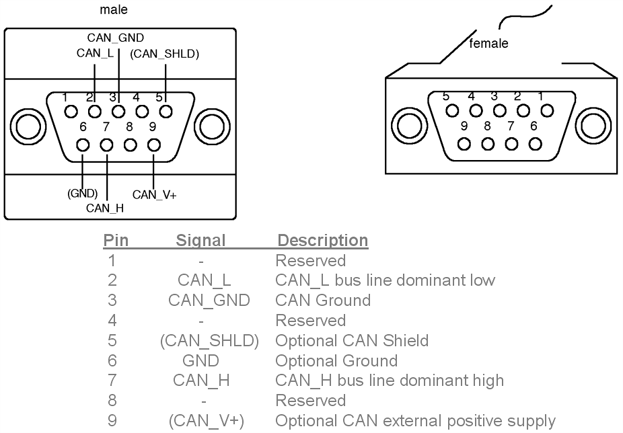 male
CAN_GND
CAN_L (CAN_SHLD)
1 2 3 4 5
6 7 8 9
(GND) CAN_V+
CAN_H
female
5 4 3 2 1
9 8 7 6
Pin Signal Description
1 - Reserved
2 CAN_L CAN_L bus line dominant low
3 CAN_GND CAN Ground
4 - Reserved
5 (CAN_SHLD) Optional CAN Shield
6 GND Optional Ground
7 CAN_H CAN_H bus line dominant high
8 - Reserved
9 (CAN_V+) Optional CAN external positive supply